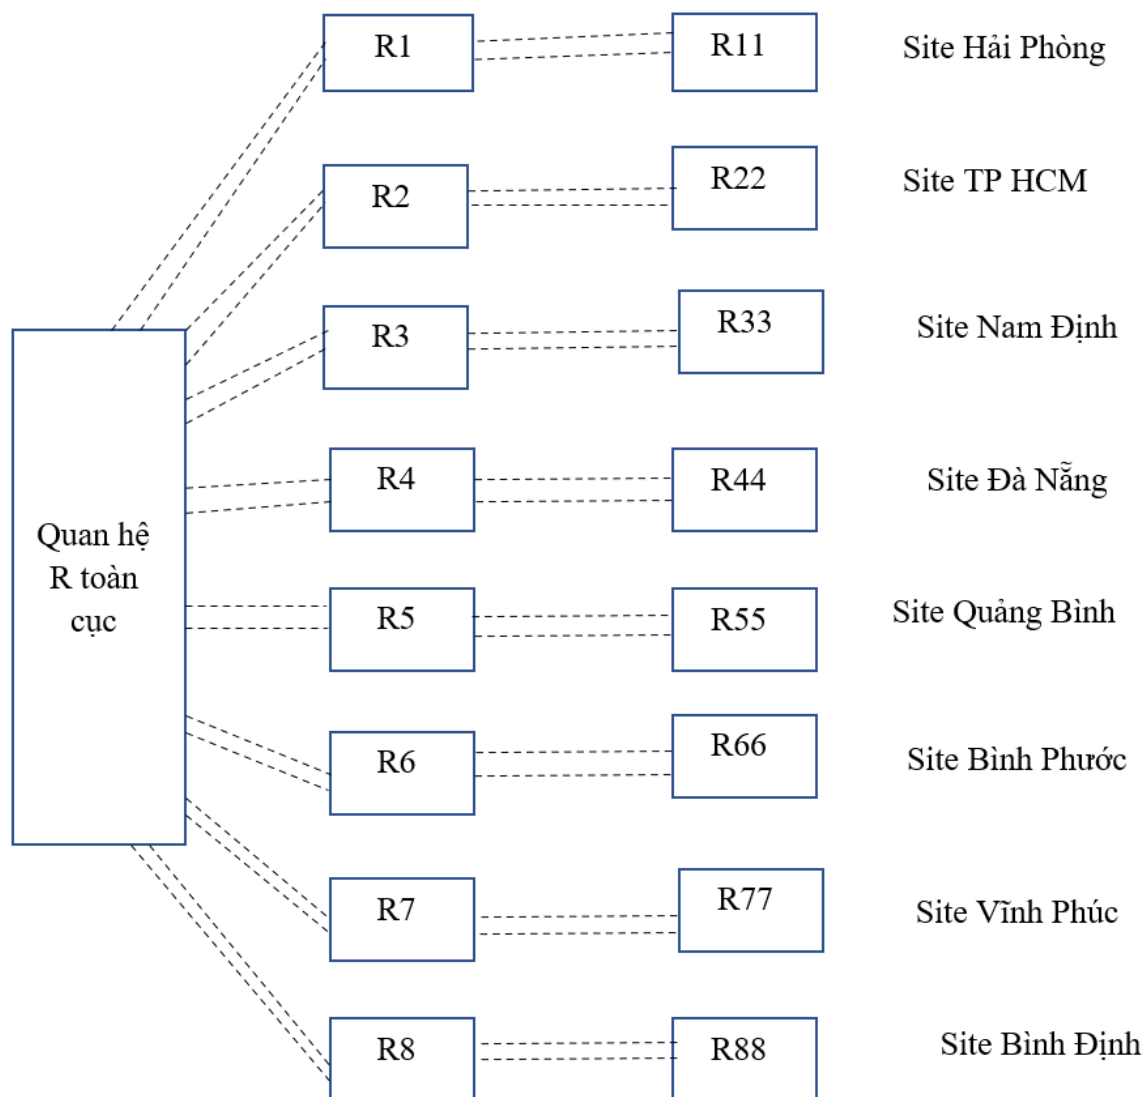 R1
R11
Site Hải Phòng
R2
R22
Site TP HCM
R3
R33
Site Nam Định
R4
R44
Site Đà Nẵng
Quan hệ
R toàn
cục
R5
R55
Site Quảng Bình
R6
R66
Site Bình Phước
R7
R77
Site Vĩnh Phúc
R8
R88
Site Bình Định